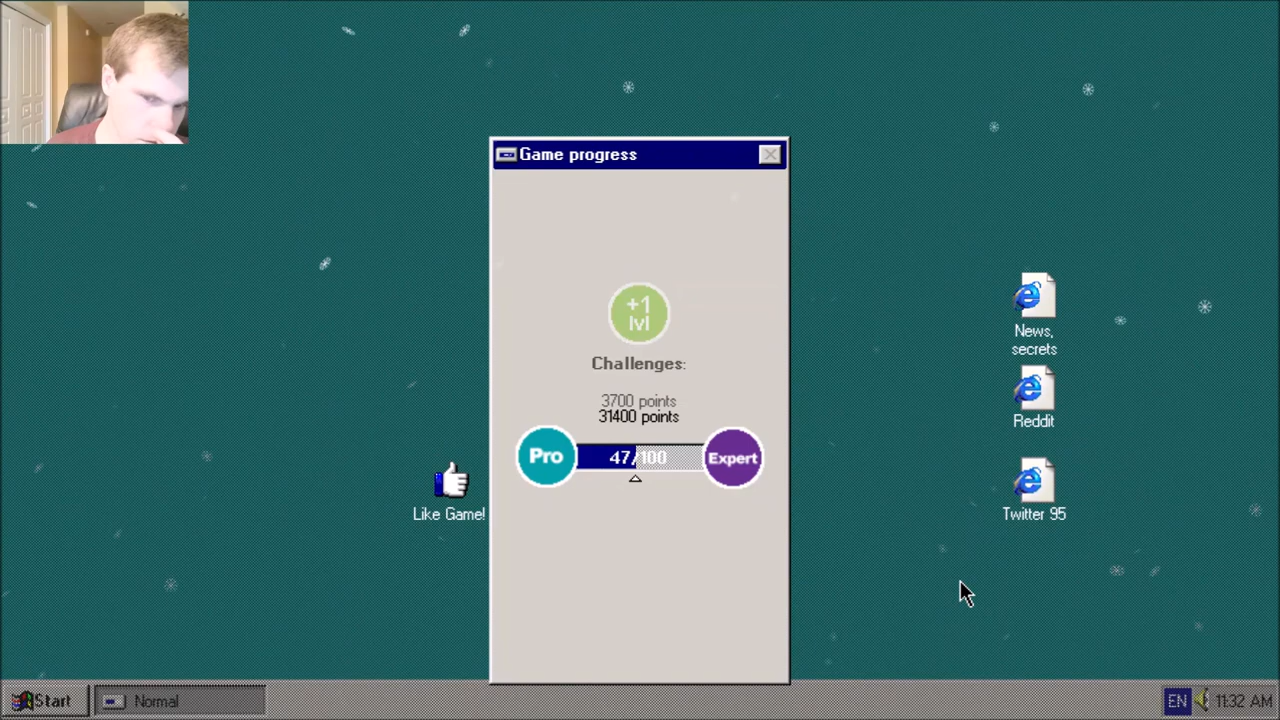 Game progress
+1
lvl
Challenges:
3700 points
31400 points
Pro
47/100
Expert
Like Game!
News,
secrets
Reddit
Twitter 95
Start
Normal
EN
11:32 AM